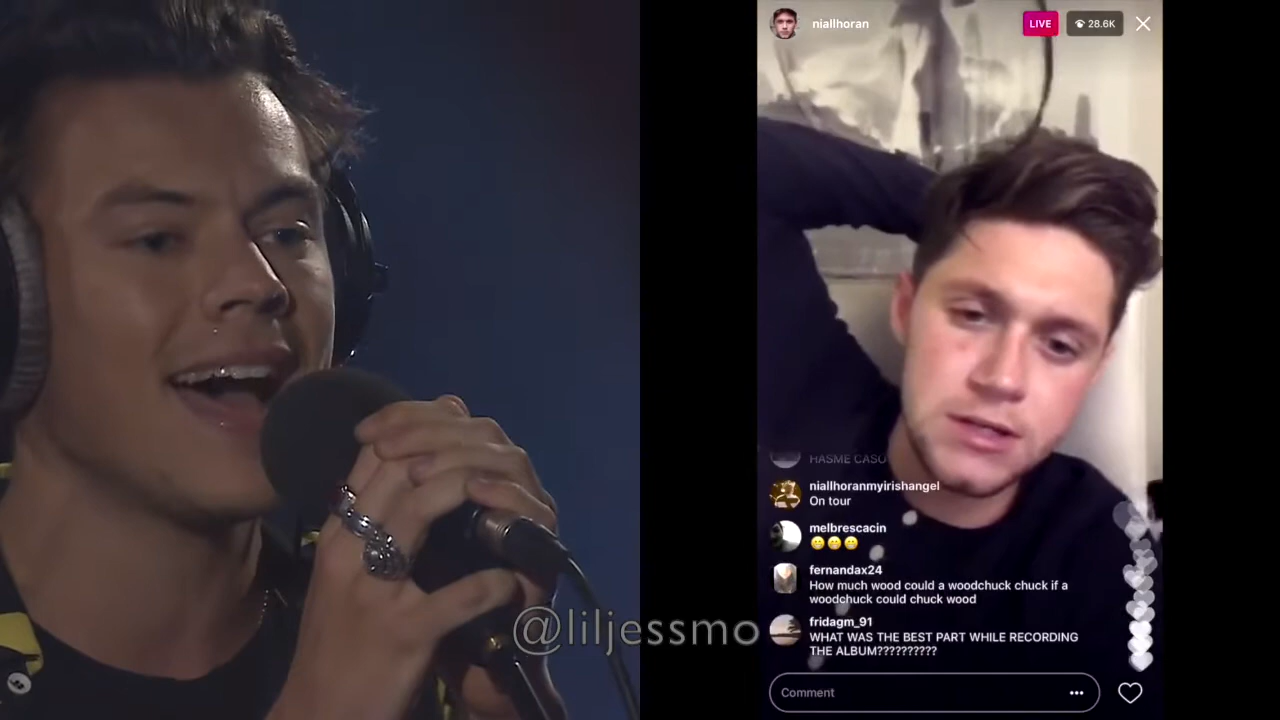 niallhoran
LIVE
28.6K
HASME CASO
niallhoranmyirishangel
On tour
melbrescacin
😁😁😁
fernandax24
How much wood could a woodchuck chuck if a
woodchuck could chuck wood
fridagm_91
WHAT WAS THE BEST PART WHILE RECORDING
THE ALBUM??????????
@liljessmo
Comment